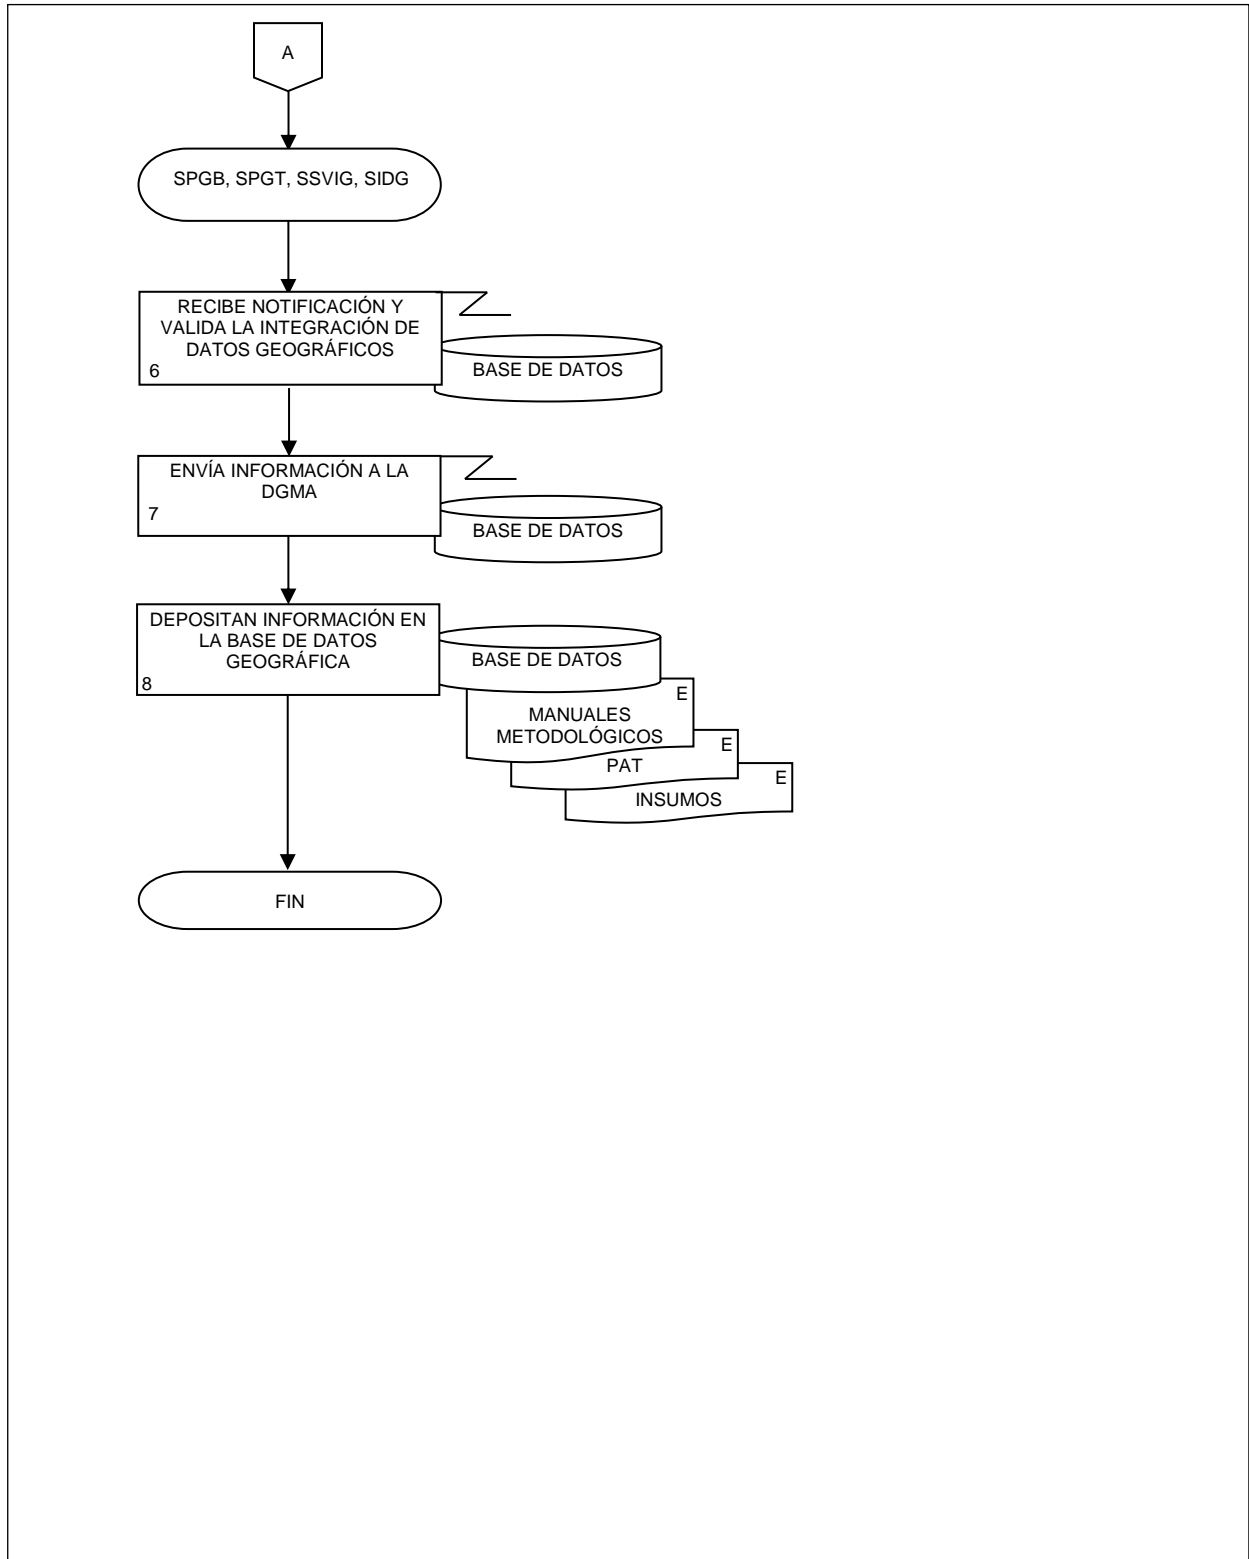 A
SPGB, SPGT, SSVIG, SIDG
RECIBE NOTIFICACIÓN Y
VALIDA LA INTEGRACIÓN DE
DATOS GEOGRÁFICOS
6
BASE DE DATOS
ENVÍA INFORMACIÓN A LA
DGMA
7
BASE DE DATOS
DEPOSITAN INFORMACIÓN EN
LA BASE DE DATOS
GEOGRÁFICA
8
BASE DE DATOS
E
MANUALES
METODOLÓGICOS
E
PAT
E
INSUMOS
FIN